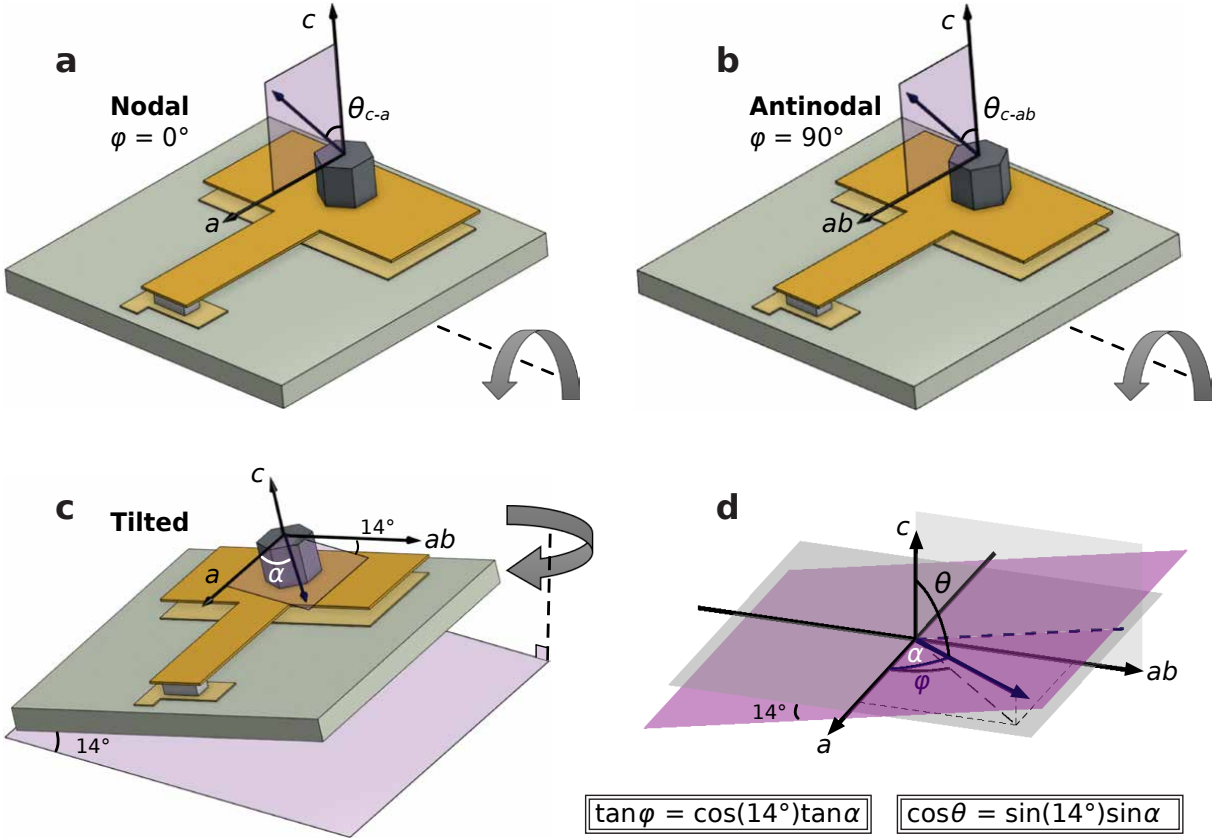 a
Nodal
φ = 0°
c
θc-a
a
b
Antinodal
φ = 90°
c
θc-ab
ab
c
Tilted
c
14°
ab
a
α
14°
d
c
θ
α
φ
ab
14°
a
tanφ = cos(14°)tanα
cosθ = sin(14°)sinα